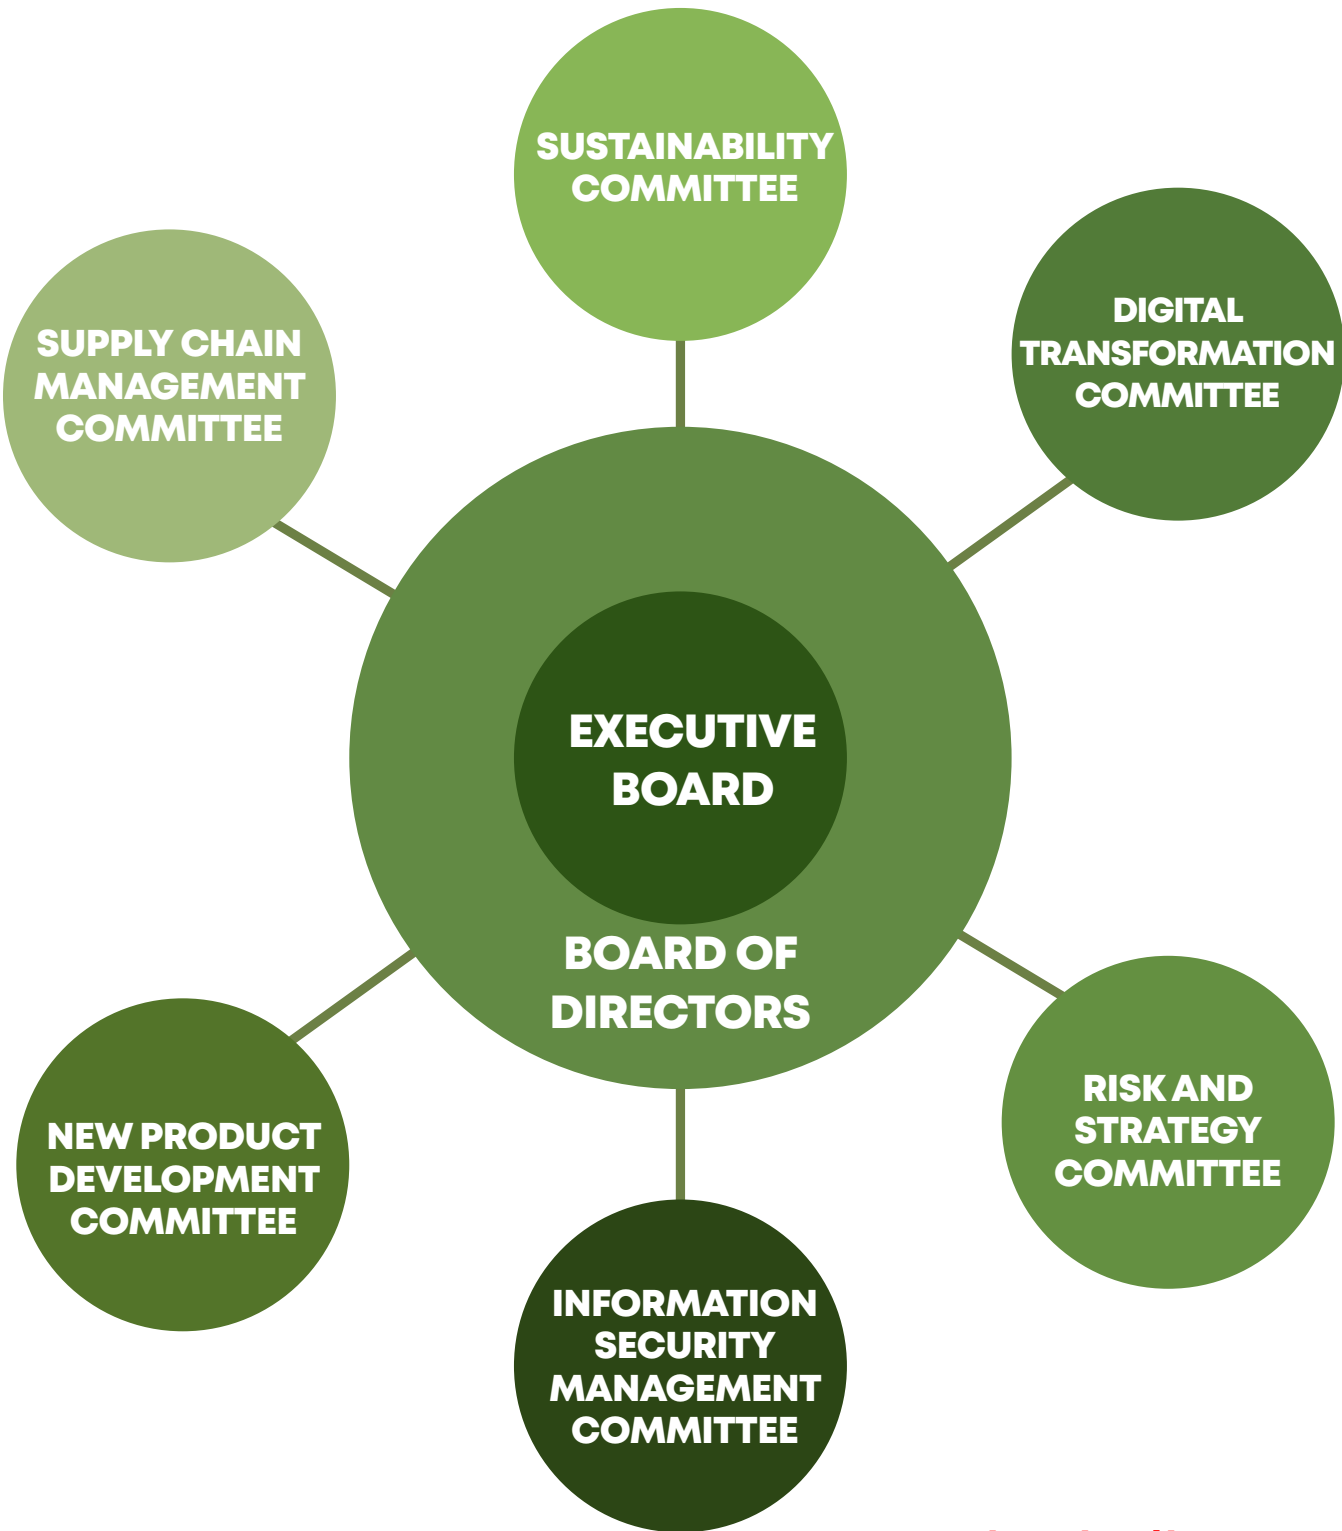 SUSTAINABILITY
COMMITTEE
DIGITAL
TRANSFORMATION
COMMITTEE
SUPPLY CHAIN
MANAGEMENT
COMMITTEE
EXECUTIVE
BOARD
BOARD OF
DIRECTORS
RISK AND
STRATEGY
COMMITTEE
NEW PRODUCT
DEVELOPMENT
COMMITTEE
INFORMATION
SECURITY
MANAGEMENT
COMMITTEE